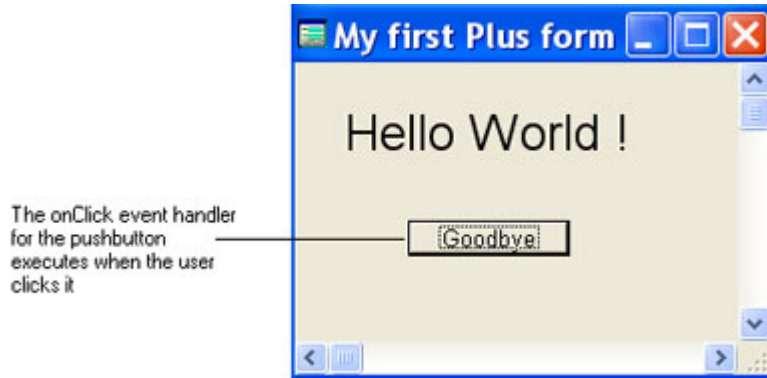 My first Plus form
Hello World !
The onClick event handler
for the pushbutton
executes when the user
clicks it
Goodbye